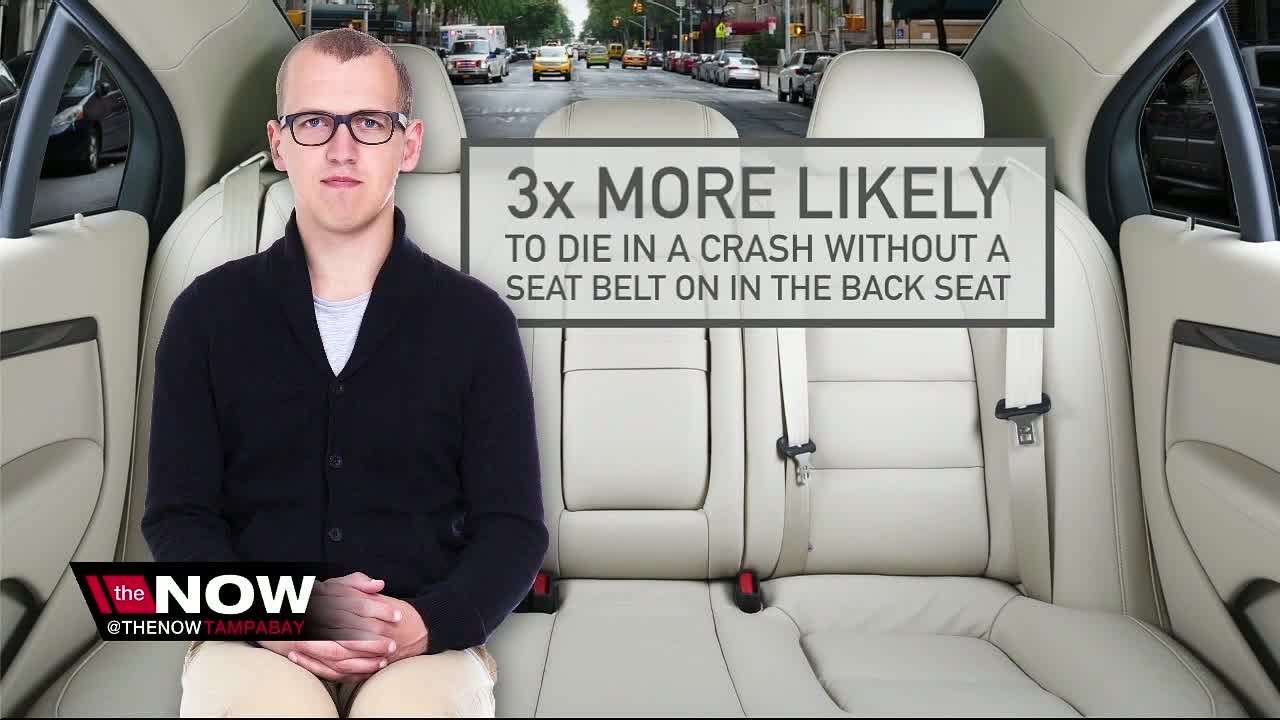 3x MORE LIKELY
TO DIE IN A CRASH WITHOUT A
SEAT BELT ON IN THE BACK SEAT
the NOW
@THENOWTAMPABAY